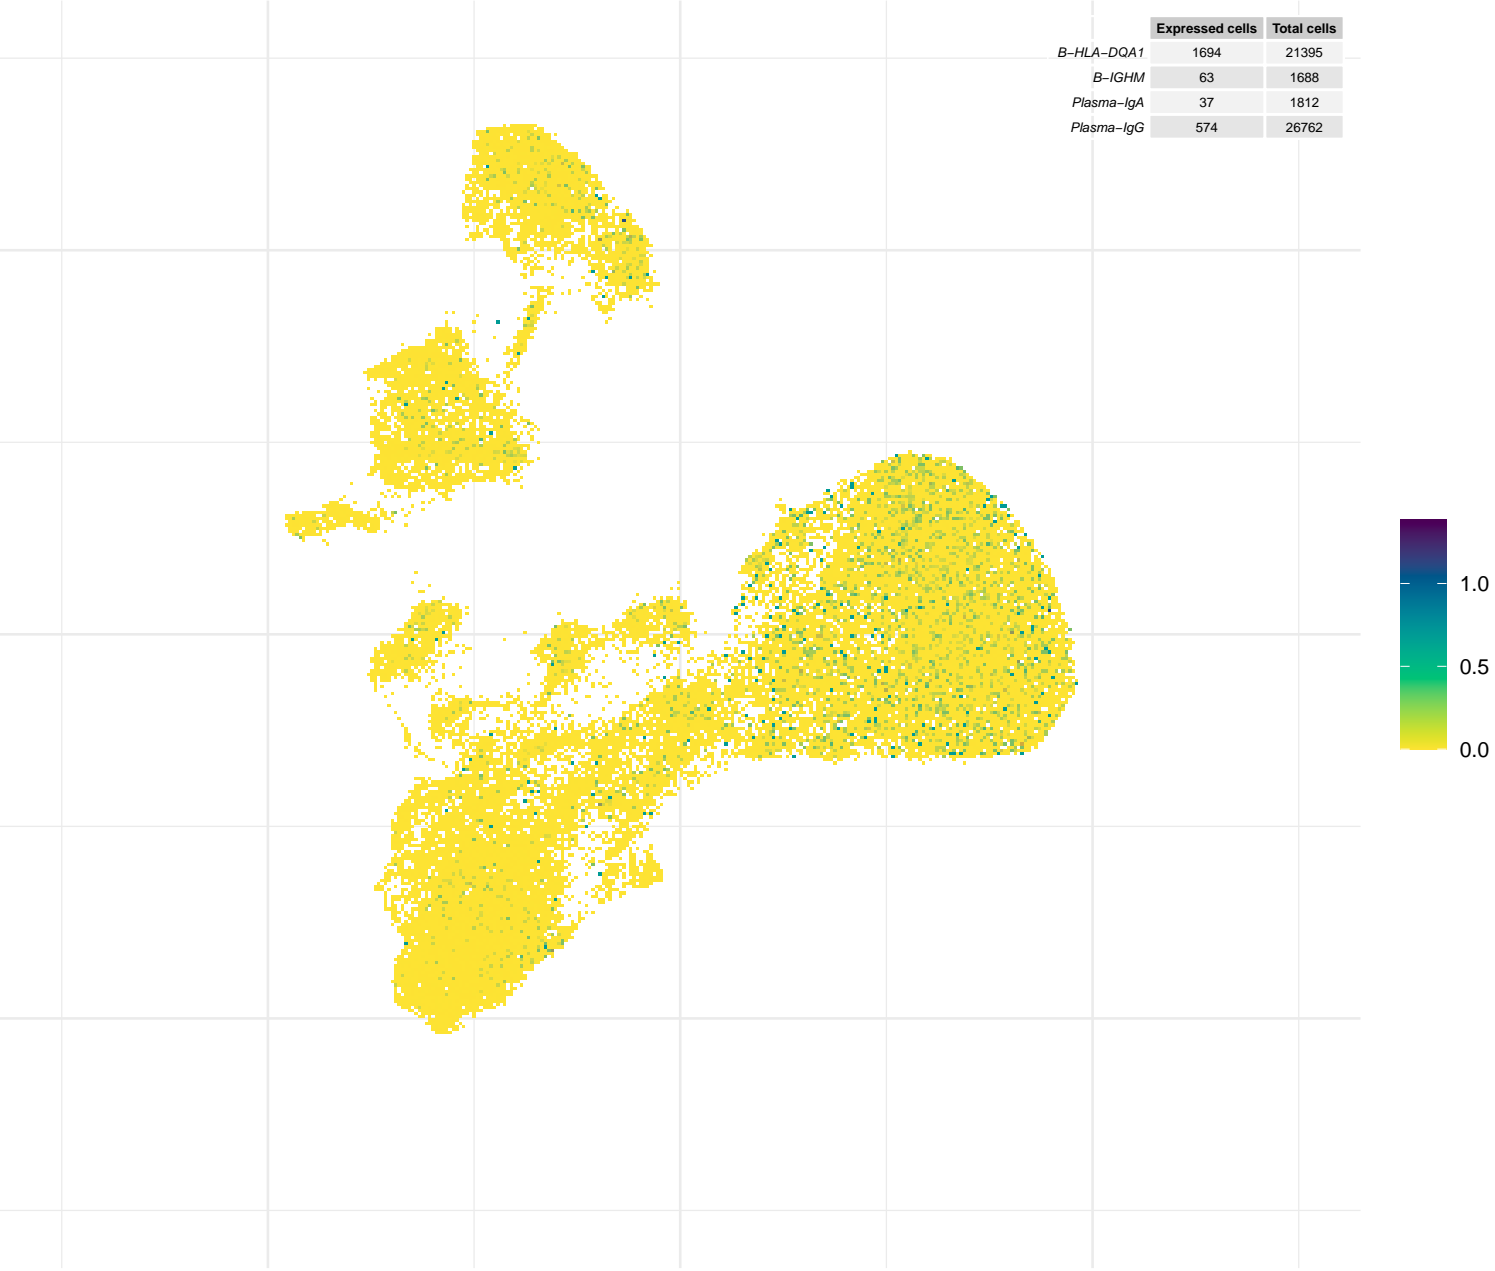 Expressed cells Total cells
B−HLA−DQA1 1694 21395
B−IGHM 63 1688
Plasma−IgA 37 1812
Plasma−IgG 574 26762
1.0
0.5
0.0